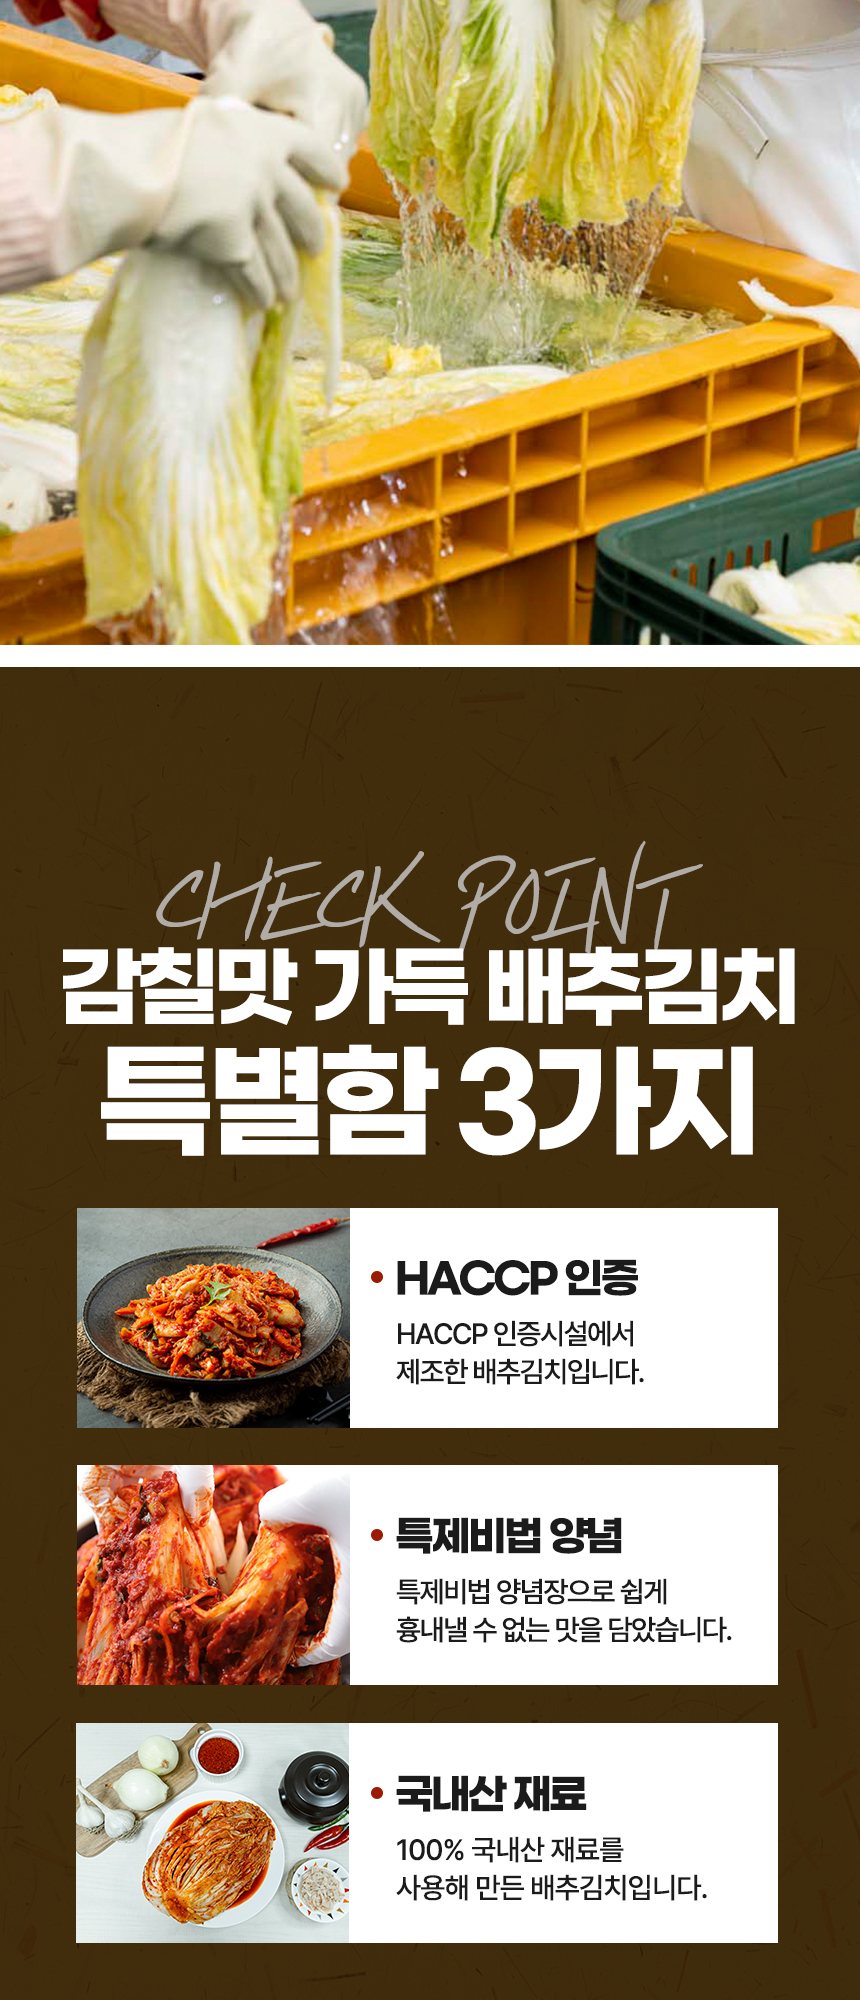 CHECK POINT
감칠맛 가득 배추김치
특별함 3가지
HACCP 인증
HACCP 인증시설에서
제조한 배추김치입니다.
특제비법 양념
특제비법 양념장으로 쉽게
흉내낼 수 없는 맛을 담았습니다.
국내산 재료
100% 국내산 재료를
사용해 만든 배추김치입니다.